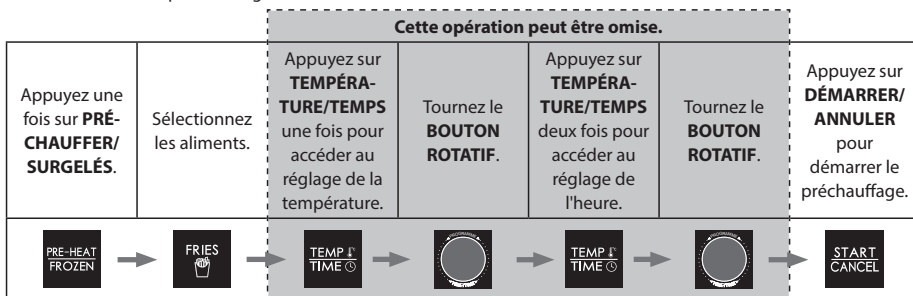 Cette opération peut être omise.
Appuyez une
fois sur PRÉ-
CHAUFFER/
SURGELÉS.
Sélectionnez
les aliments.
Appuyez sur
TEMPÉRA-
TURE/TEMPS
une fois pour
accéder au
réglage de la
température.
Tournez le
BOUTON
ROTATIF.
Appuyez sur
TEMPÉRA-
TURE/TEMPS
deux fois pour
accéder au
réglage de
l'heure.
Tournez le
BOUTON
ROTATIF.
Appuyez sur
DÉMARRER/
ANNULER
pour
démarrer le
préchauffage.
PRE-HEAT
FROZEN
FRIES
TEMP
TIME
PROGRAMME
TEMP
TIME
PROGRAMME
START
CANCEL